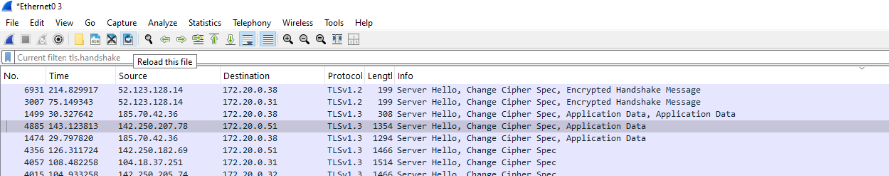 *Ethernet0 3
File Edit View Go Capture Analyze Statistics Telephony Wireless Tools Help
Current filter: tls.handshake
Reload this file
No. Time Source Destination Protocol Lengtl Info
6931 214.829917 52.123.128.14 172.20.0.38 TLSv1.2 199 Server Hello, Change Cipher Spec, Encrypted Handshake Message
3007 75.149343 52.123.128.14 172.20.0.31 TLSv1.2 199 Server Hello, Change Cipher Spec, Encrypted Handshake Message
1499 30.327642 185.70.42.36 172.20.0.38 TLSv1.3 308 Server Hello, Change Cipher Spec, Application Data, Application Data
4885 143.123813 142.250.207.78 172.20.0.51 TLSv1.3 1354 Server Hello, Change Cipher Spec, Application Data
1474 29.797820 185.70.42.36 172.20.0.38 TLSv1.3 1294 Server Hello, Change Cipher Spec, Application Data
4356 126.311724 142.250.182.69 172.20.0.51 TLSv1.3 1466 Server Hello, Change Cipher Spec
4057 108.482258 104.18.37.251 172.20.0.31 TLSv1.3 1514 Server Hello, Change Cipher Spec
4015 104.933258 142.250.205.74 172.20.0.32 TLSv1.3 1466 Server Hello, Change Cipher Spec